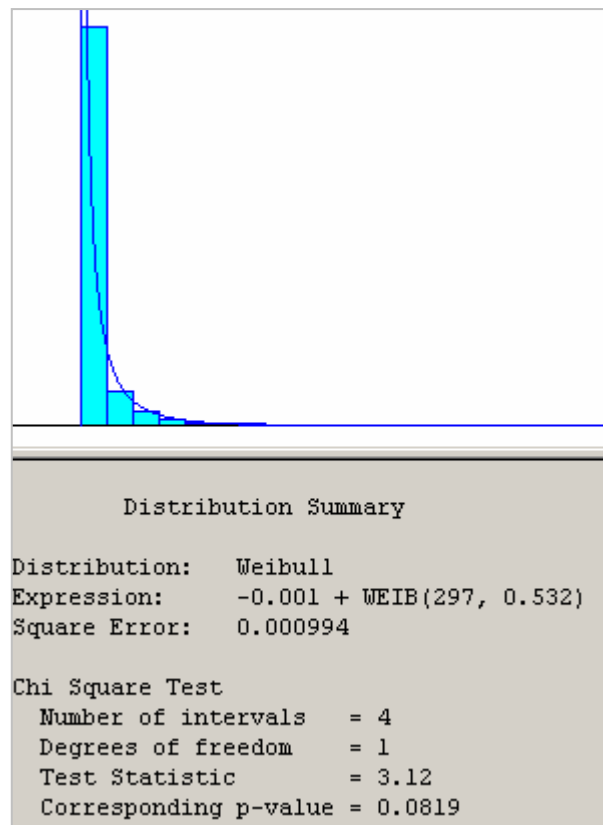 Distribution Summary
Distribution: Weibull
Expression: -0.001 + WEIB(297, 0.532)
Square Error: 0.000994
Chi Square Test
Number of intervals = 4
Degrees of freedom = 1
Test Statistic = 3.12
Corresponding p-value = 0.0819